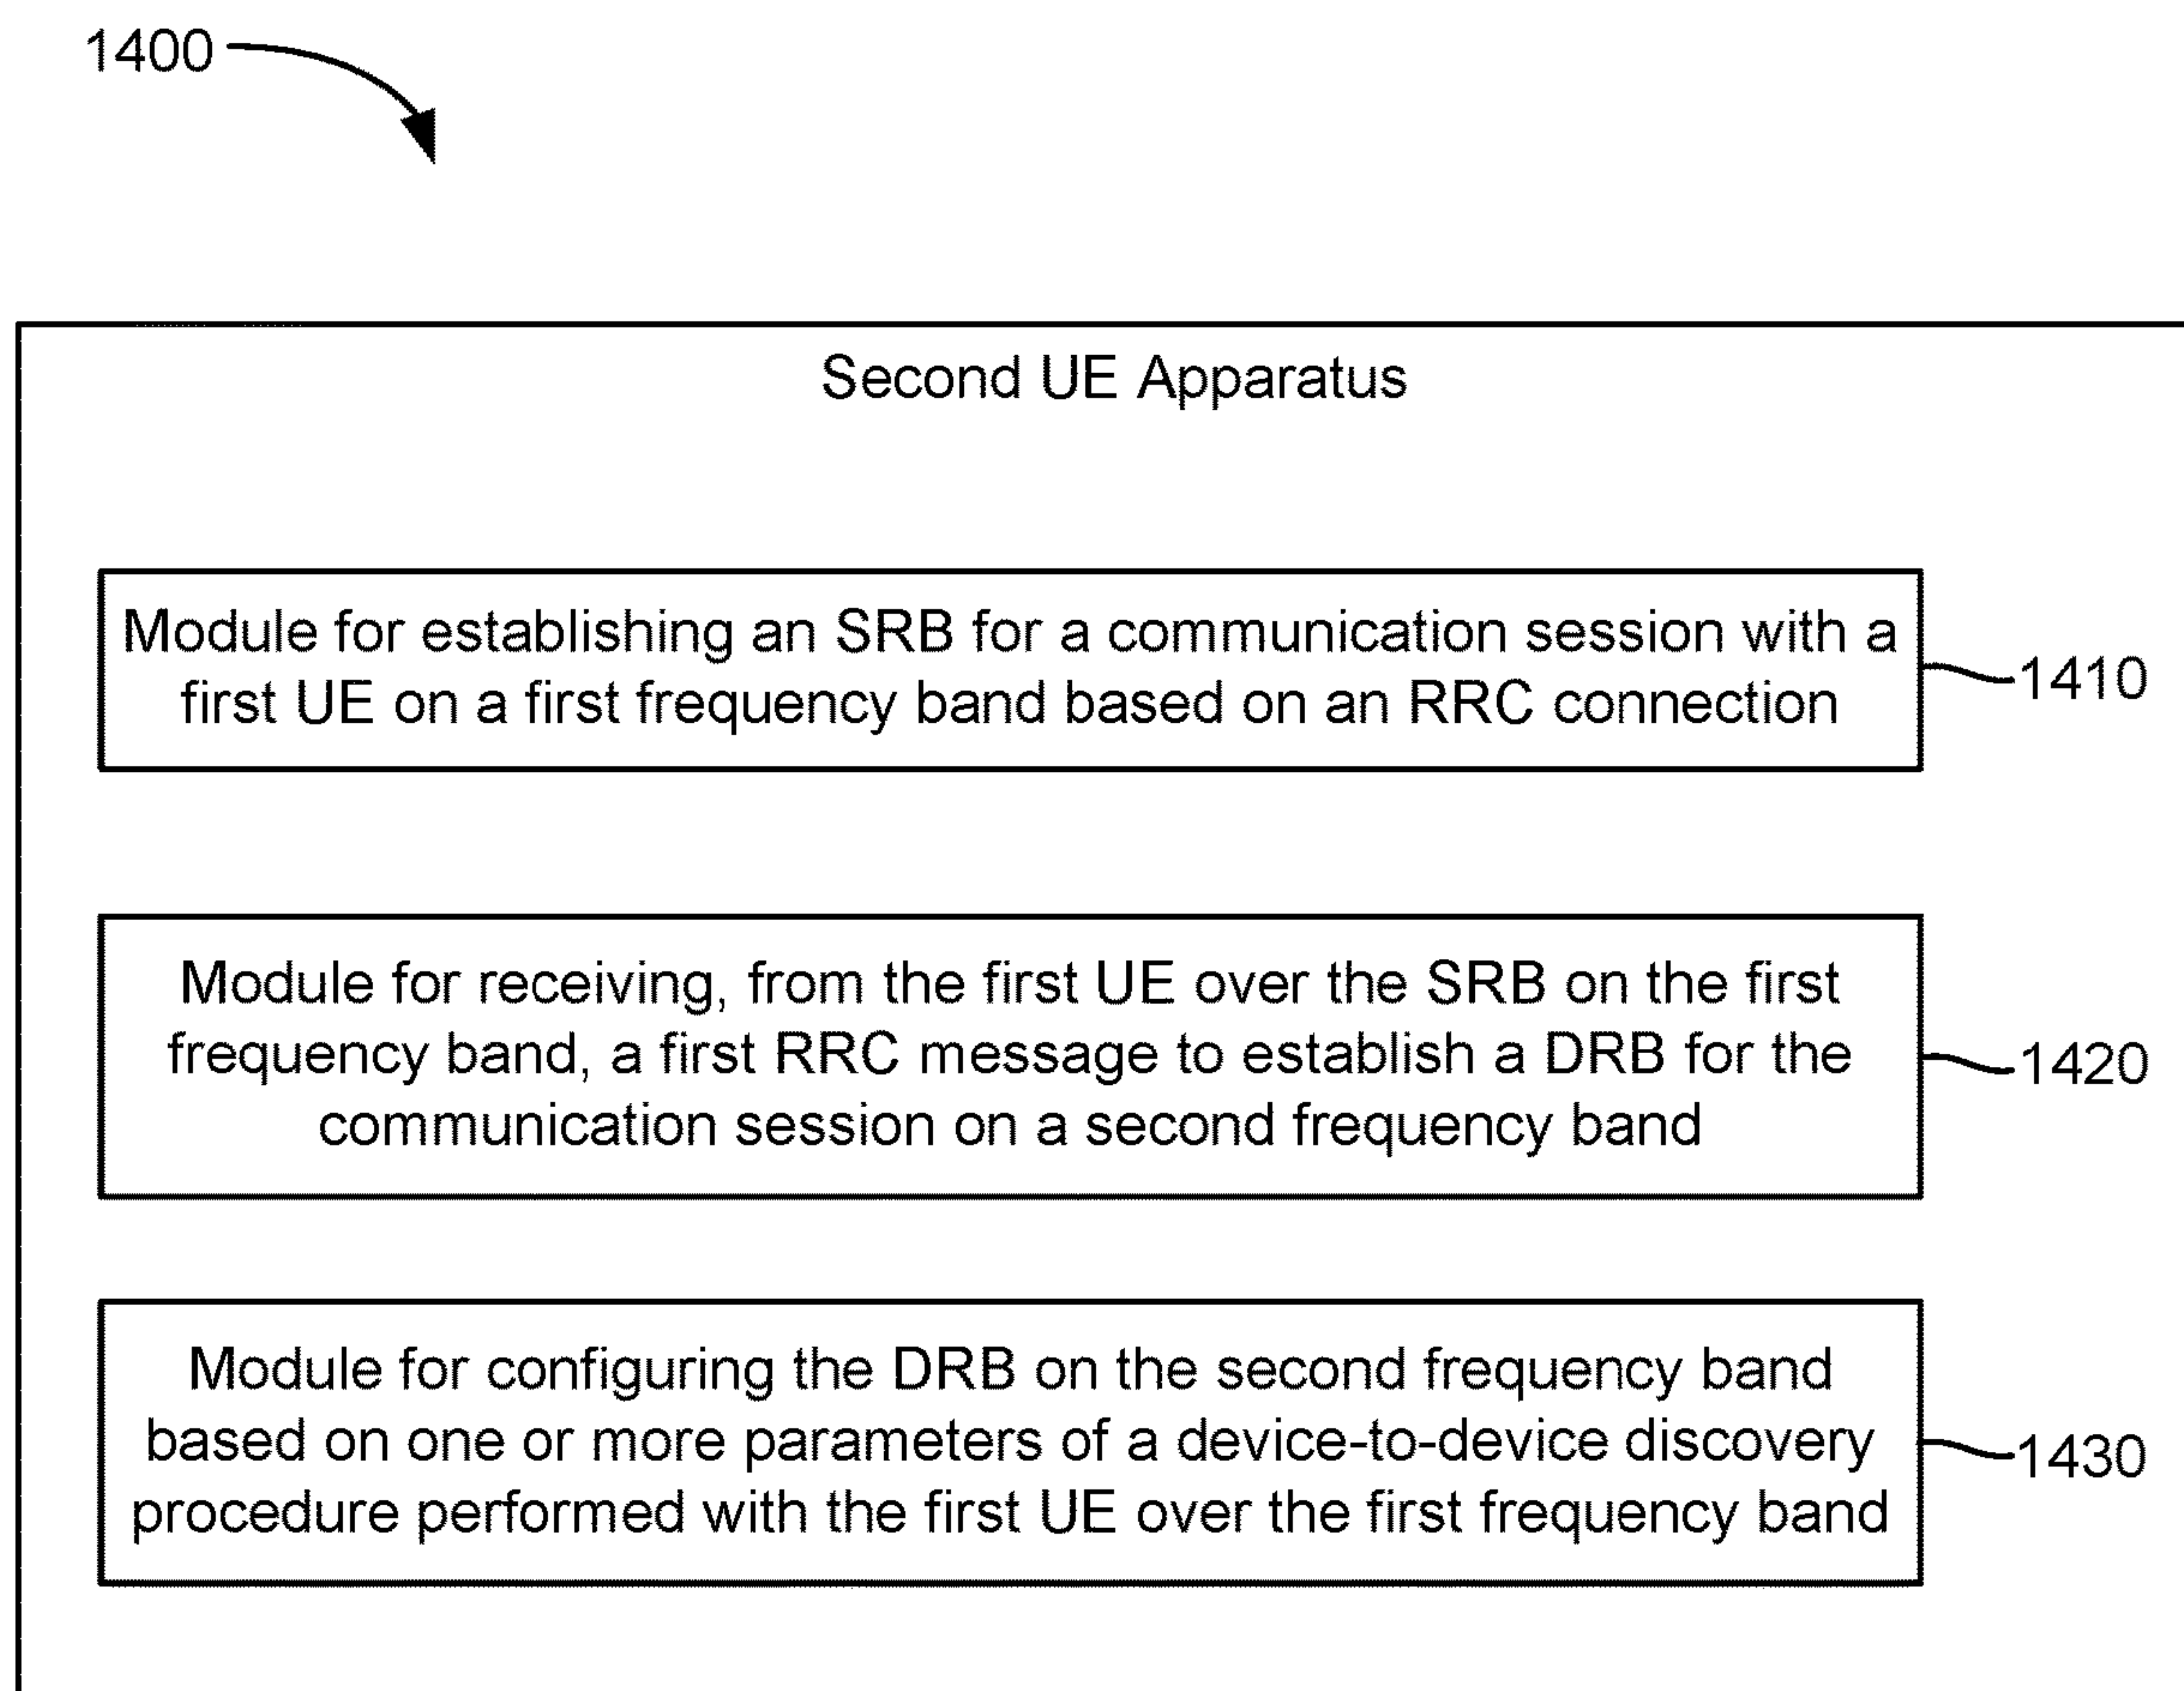 1400
Second UE Apparatus
Module for establishing an SRB for a communication session with a
first UE on a first frequency band based on an RRC connection
1410
Module for receiving, from the first UE over the SRB on the first
frequency band, a first RRC message to establish a DRB for the
communication session on a second frequency band
1420
Module for configuring the DRB on the second frequency band
based on one or more parameters of a device-to-device discovery
procedure performed with the first UE over the first frequency band
1430